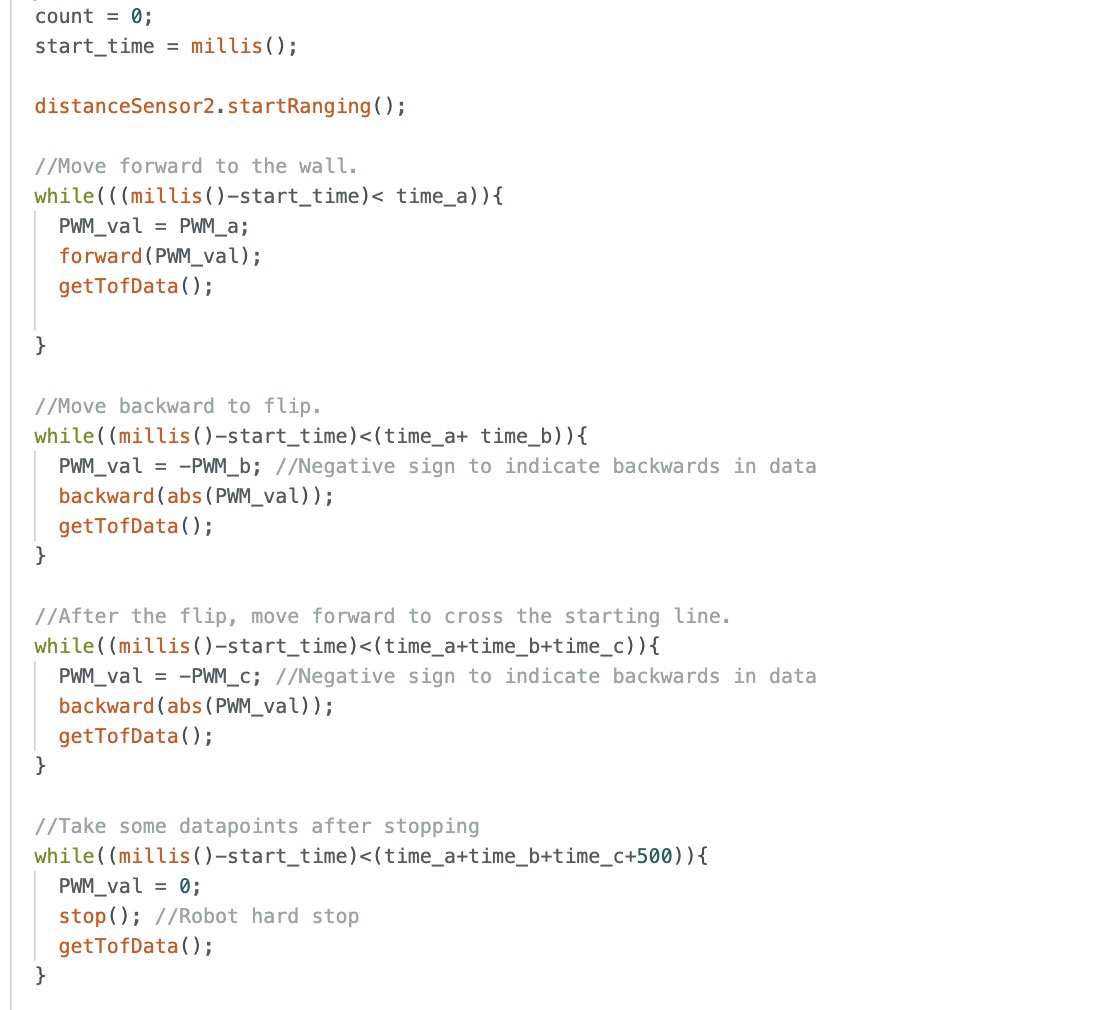 count = 0;
start_time = millis();
distanceSensor2.startRanging();
//Move forward to the wall.
while(((millis()-start_time)< time_a)){
PWM_val = PWM_a;
forward(PWM_val);
getTofData();
}
//Move backward to flip.
while((millis()-start_time)<(time_a+ time_b)){
PWM_val = -PWM_b; //Negative sign to indicate backwards in data
backward(abs(PWM_val));
getTofData();
}
//After the flip, move forward to cross the starting line.
while((millis()-start_time)<(time_a+time_b+time_c)){
PWM_val = -PWM_c; //Negative sign to indicate backwards in data
backward(abs(PWM_val));
getTofData();
}
//Take some datapoints after stopping
while((millis()-start_time)<(time_a+time_b+time_c+500)){
PWM_val = 0;
stop(); //Robot hard stop
getTofData();
}